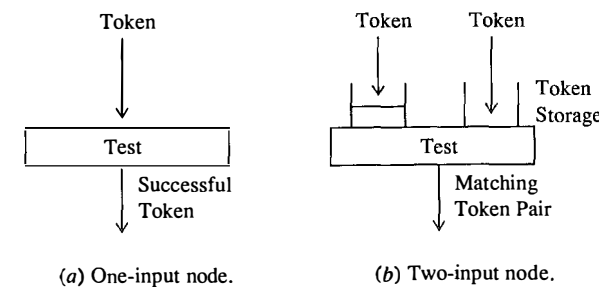 Token
Test
Successful
Token
(a) One-input node.
Token
Token
Token
Storage
Test
Matching
Token Pair
(b) Two-input node.